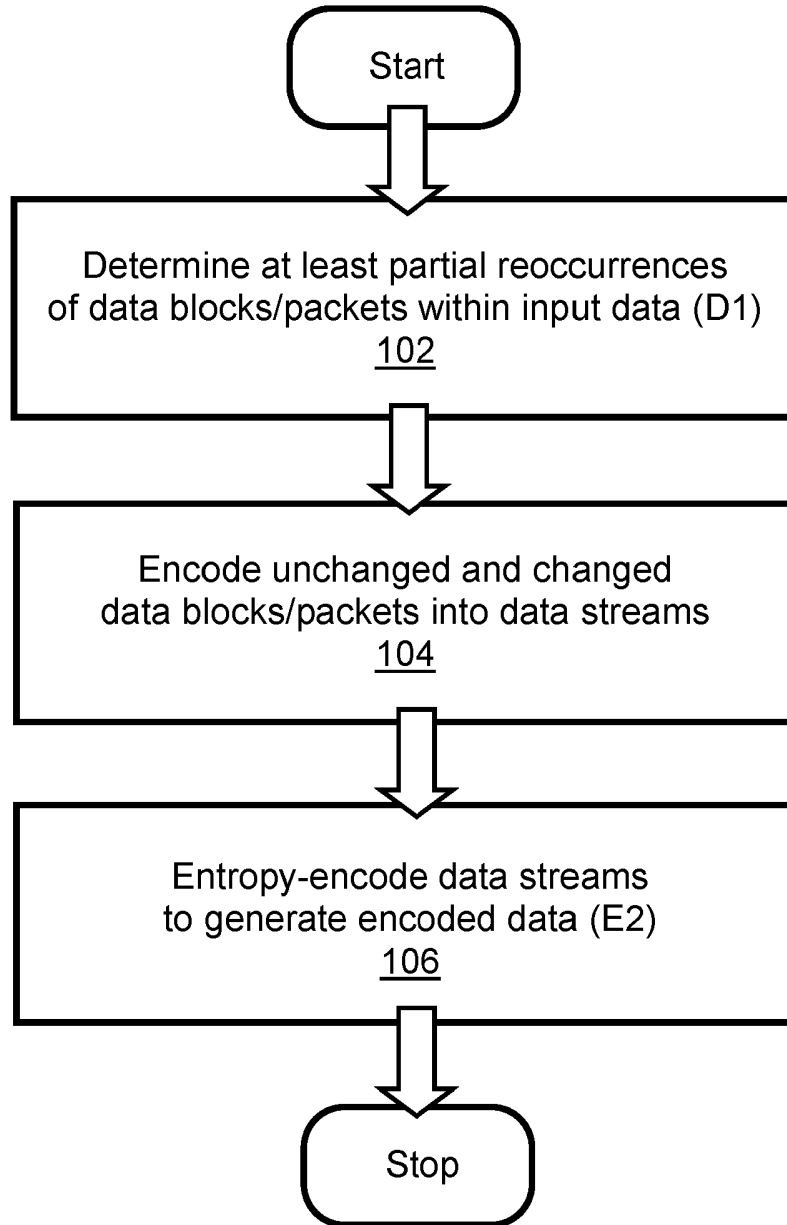 Start
Determine at least partial reoccurrences
of data blocks/packets within input data (D1)
102
Encode unchanged and changed
data blocks/packets into data streams
104
Entropy-encode data streams
to generate encoded data (E2)
106
Stop